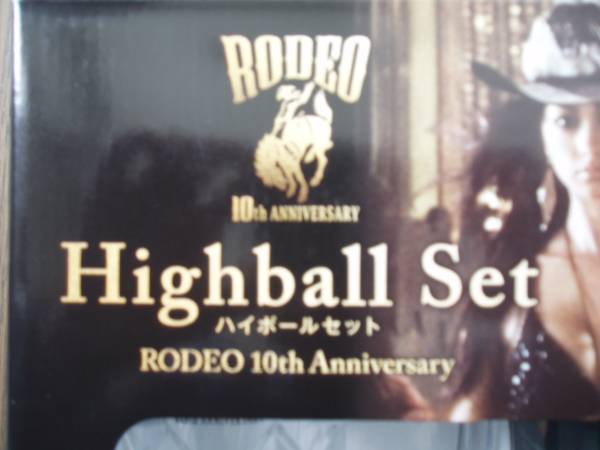 RODEO
10th ANNIVERSARY
Highball Set
ハイボールセット
RODEO 10th Anniversary